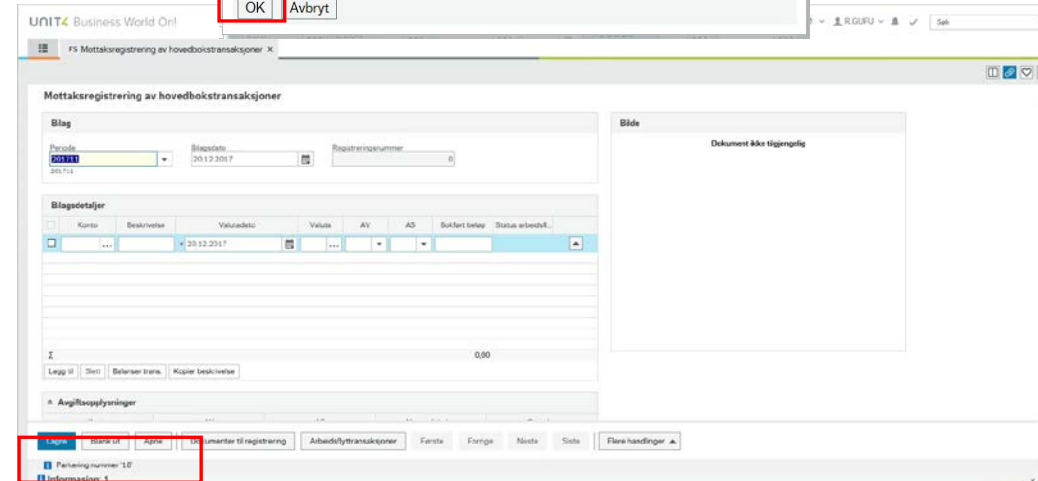 OK Avbryt
UNIT4 Business World On! R.GUFU Søk
FS Mottaksregistrering av hovedbokstransaksjoner ×
Mottaksregistrering av hovedbokstransaksjoner
Bilag Bilde
Periode Bilagsdato Registreringsnummer Dokument ikke tilgjengelig
201711 20.12.2017 0
201711
Bilagsdetaljer
Konto Beskrivelse Valutadato Valuta AV AS Bokført beløp Status arbeidsfl...
... 20.12.2017 ...
Σ 0,00
Legg til Slett Balanser trans. Kopier beskrivelse
Avgiftsopplysninger
Lagre Blank ut Åpne Dokumenter til registrering Arbeidsflyttransaksjoner Første Forrige Neste Siste Flere handlinger
Parkering nummer '10'
Informasjon: 1